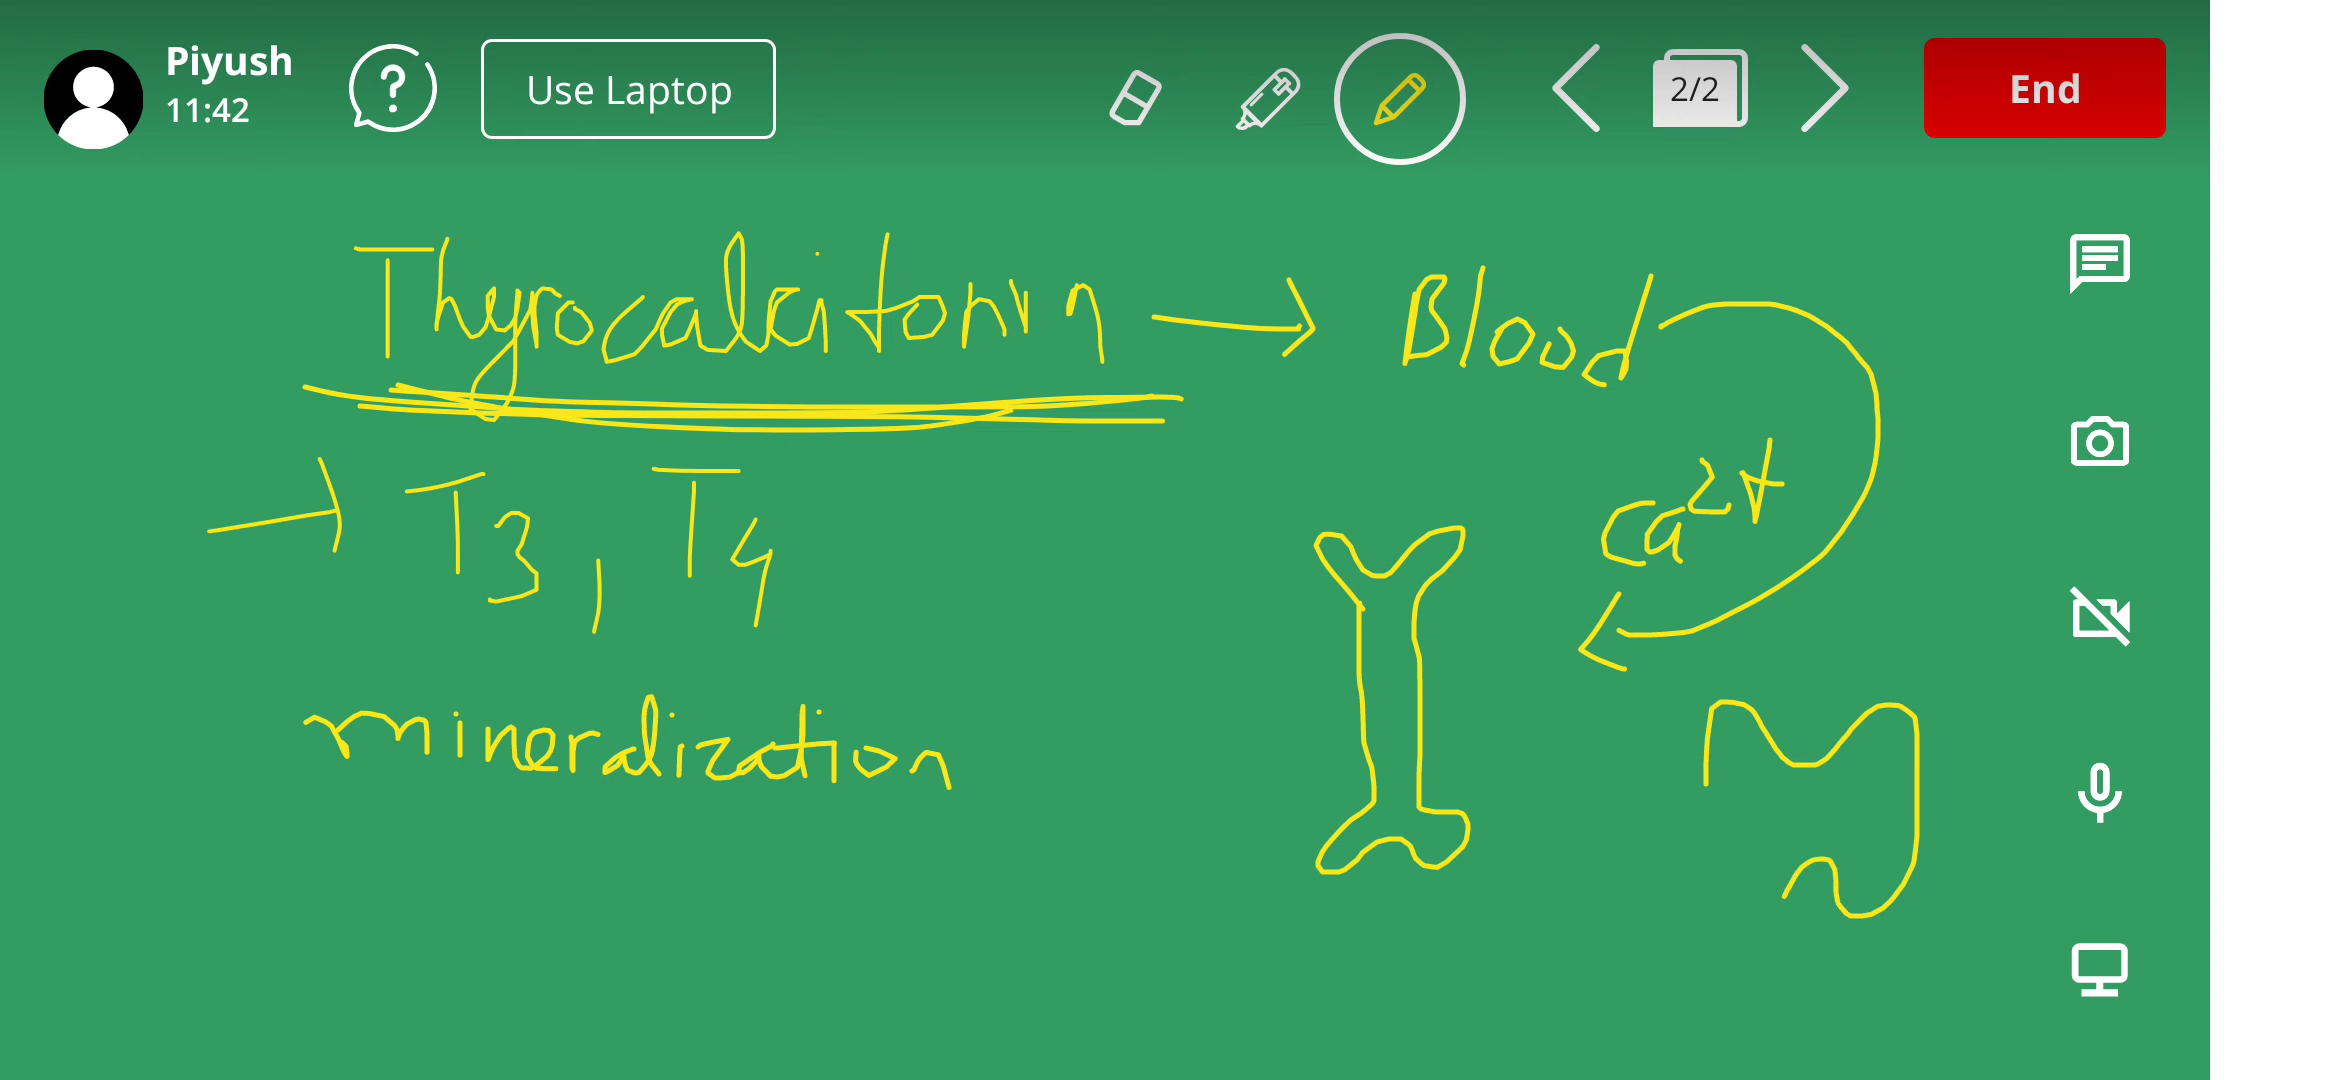 Piyush
11:42
?
Use Laptop
2/2
End
Thyrocalcitonin → Blood
Ca²⁺
→ T₃, T₄
mineralization